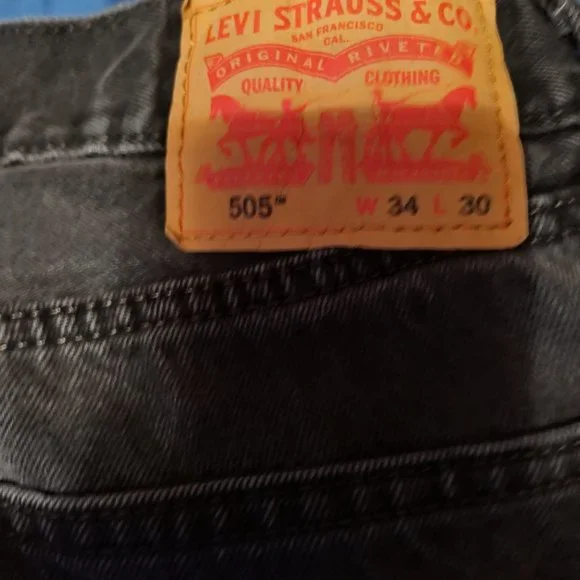 LEVI STRAUSS & CO
SAN FRANCISCO
CAL.
ORIGINAL RIVETED
QUALITY CLOTHING
505™ W 34 L 30